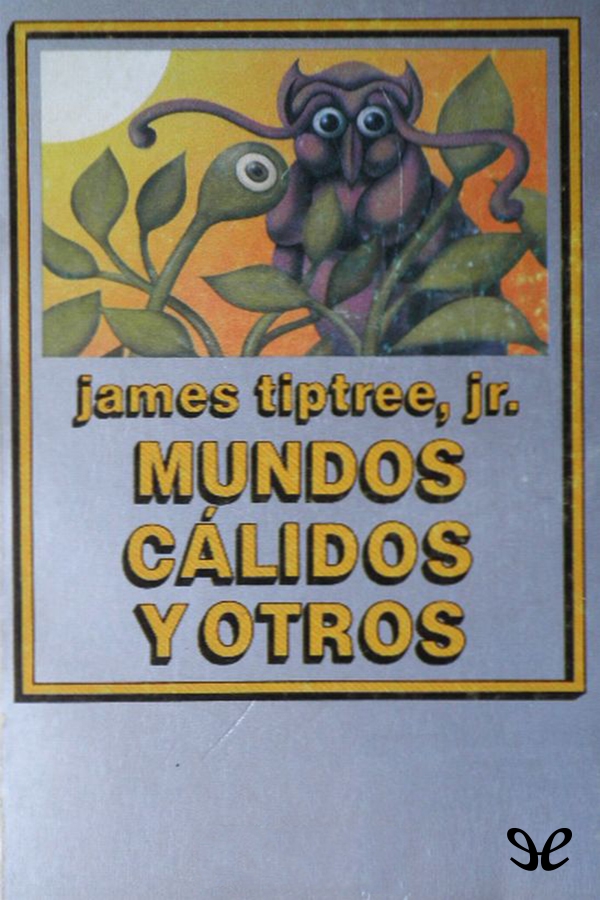 james tiptree, jr.
MUNDOS
CÁLIDOS
Y OTROS